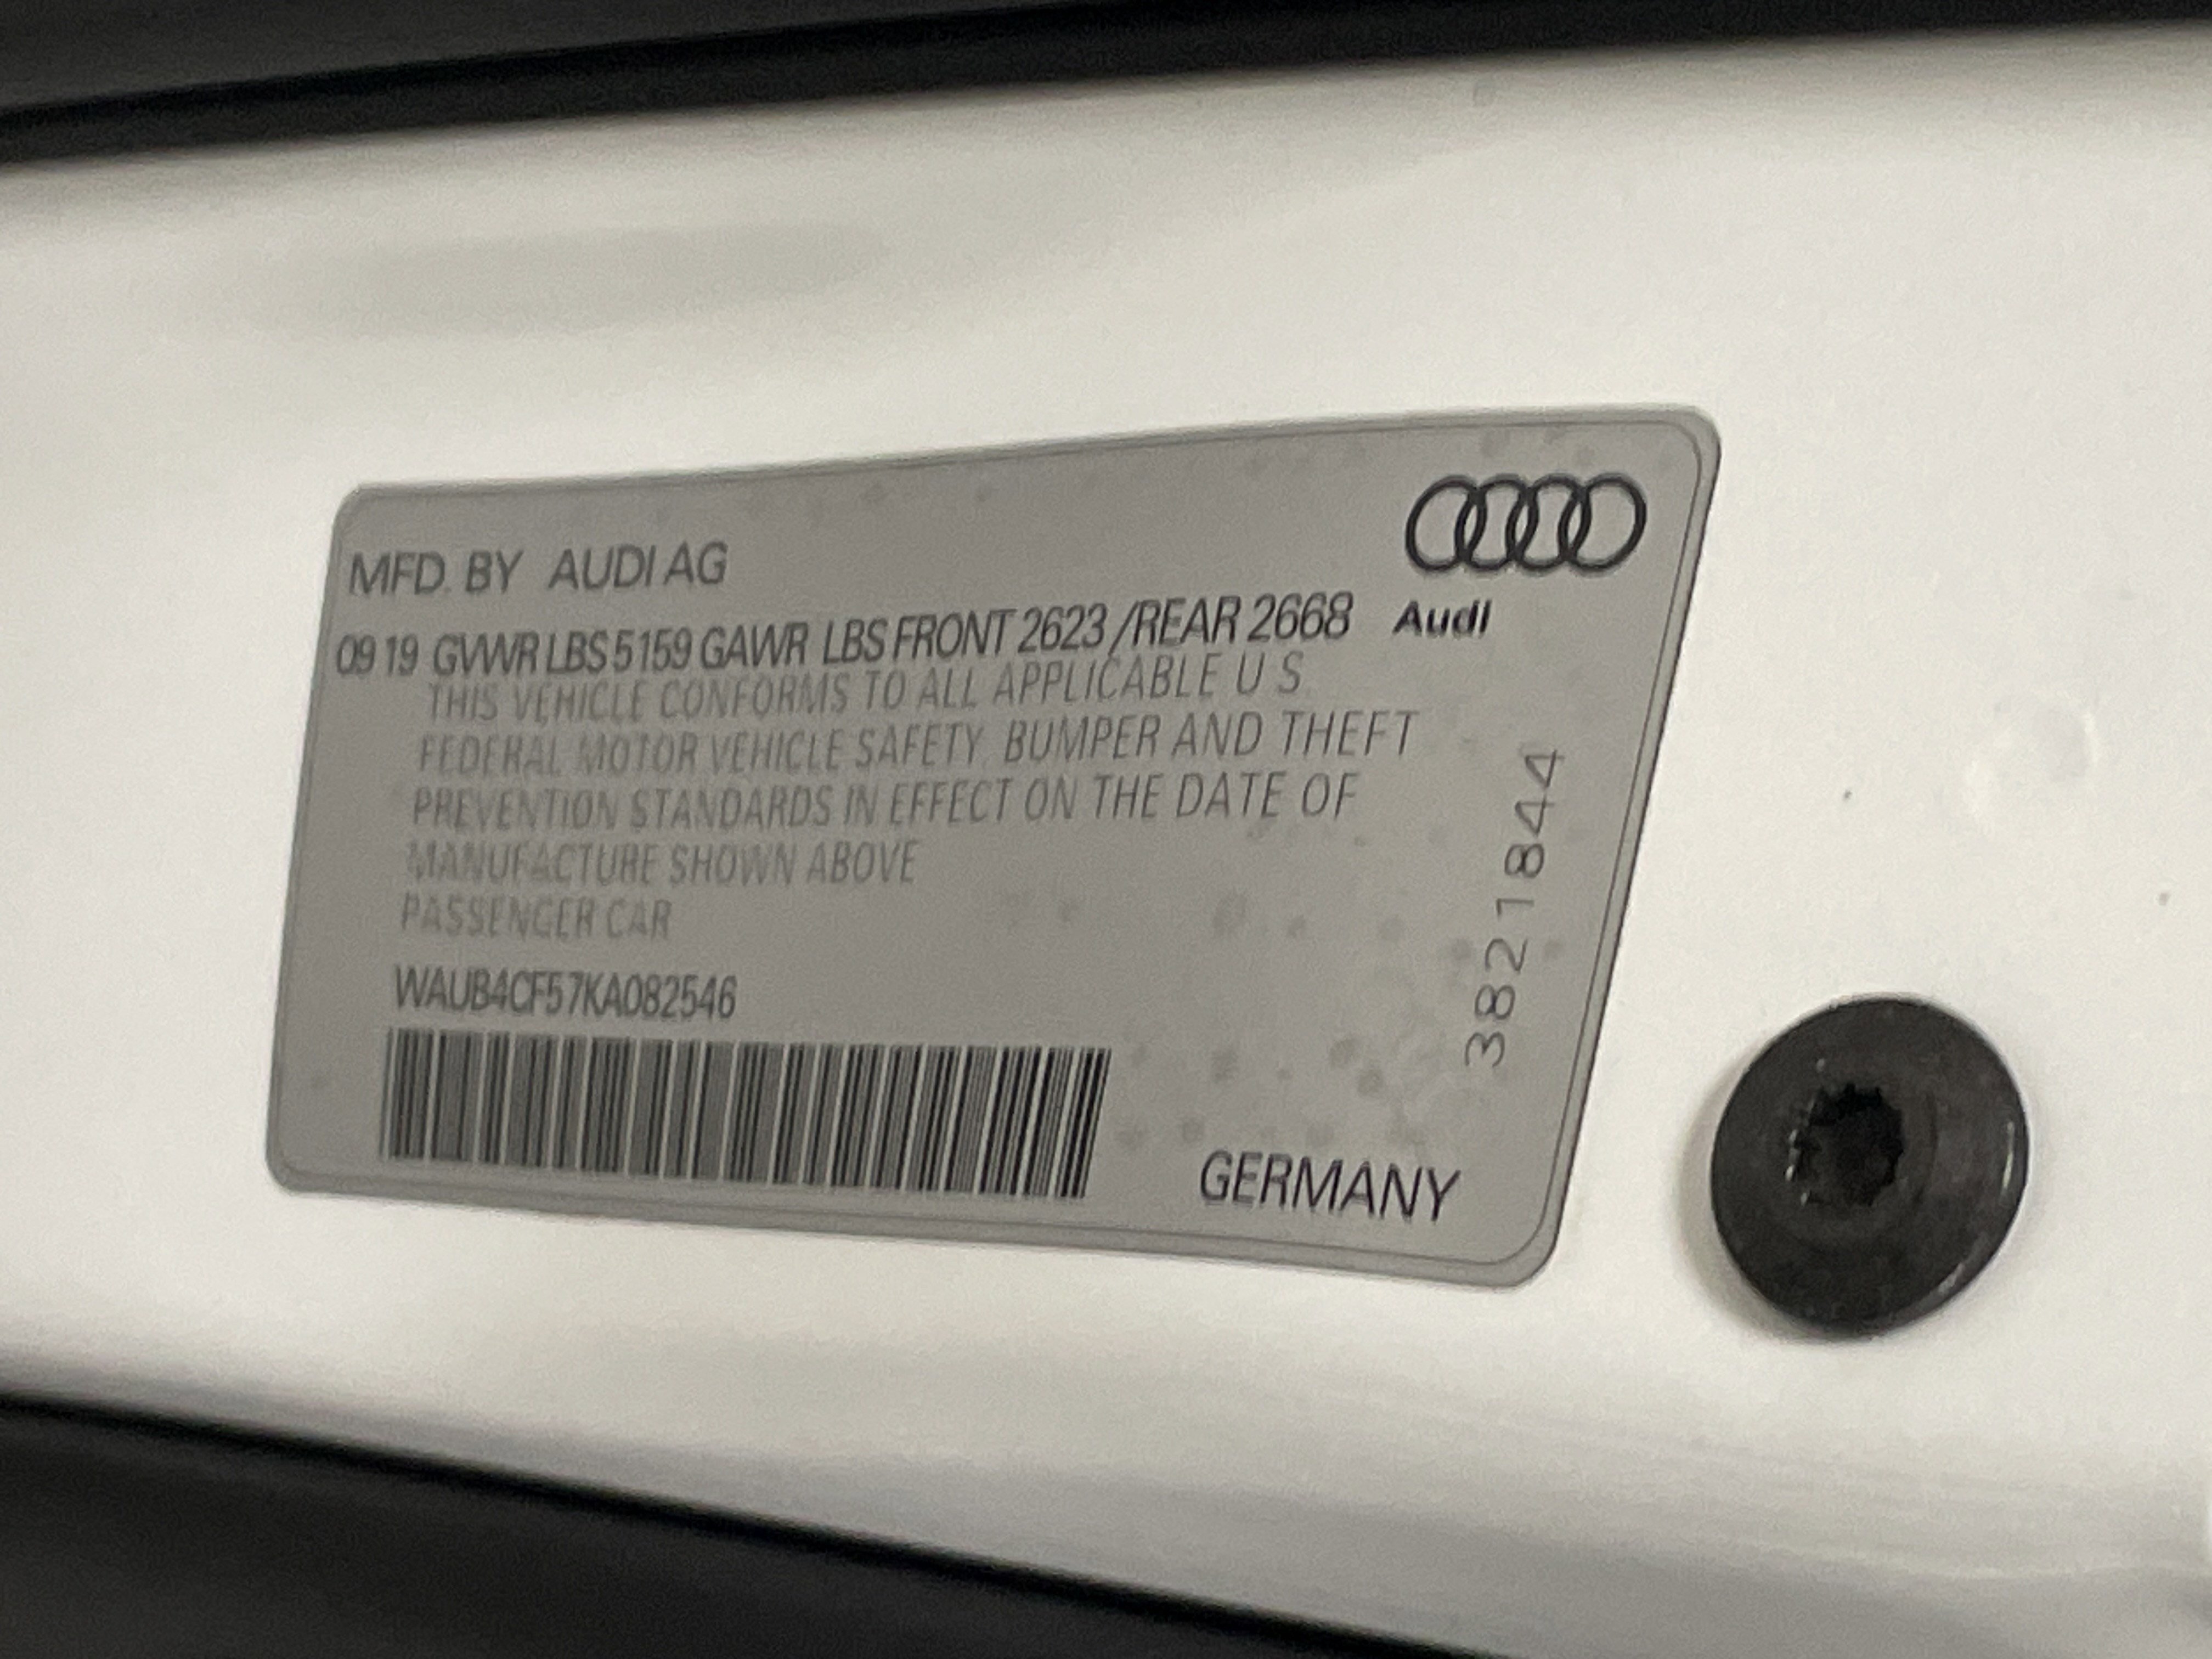 MFD. BY AUDI AG
09 19 GVWR LBS 5159 GAWR LBS FRONT 2623 /REAR 2668
Audi
THIS VEHICLE CONFORMS TO ALL APPLICABLE U S
FEDERAL MOTOR VEHICLE SAFETY, BUMPER AND THEFT
PREVENTION STANDARDS IN EFFECT ON THE DATE OF
MANUFACTURE SHOWN ABOVE
PASSENGER CAR
WAUB4CF57KA082546
3821844
GERMANY